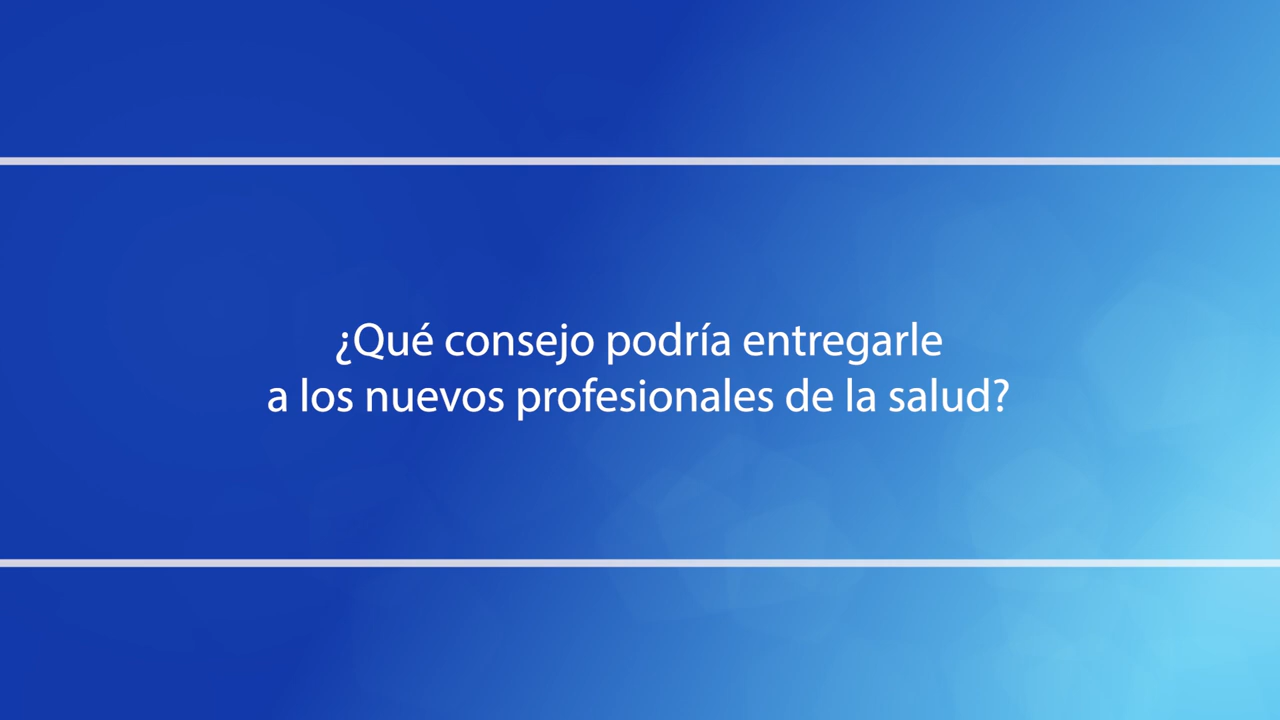 ¿Qué consejo podría entregarle
a los nuevos profesionales de la salud?